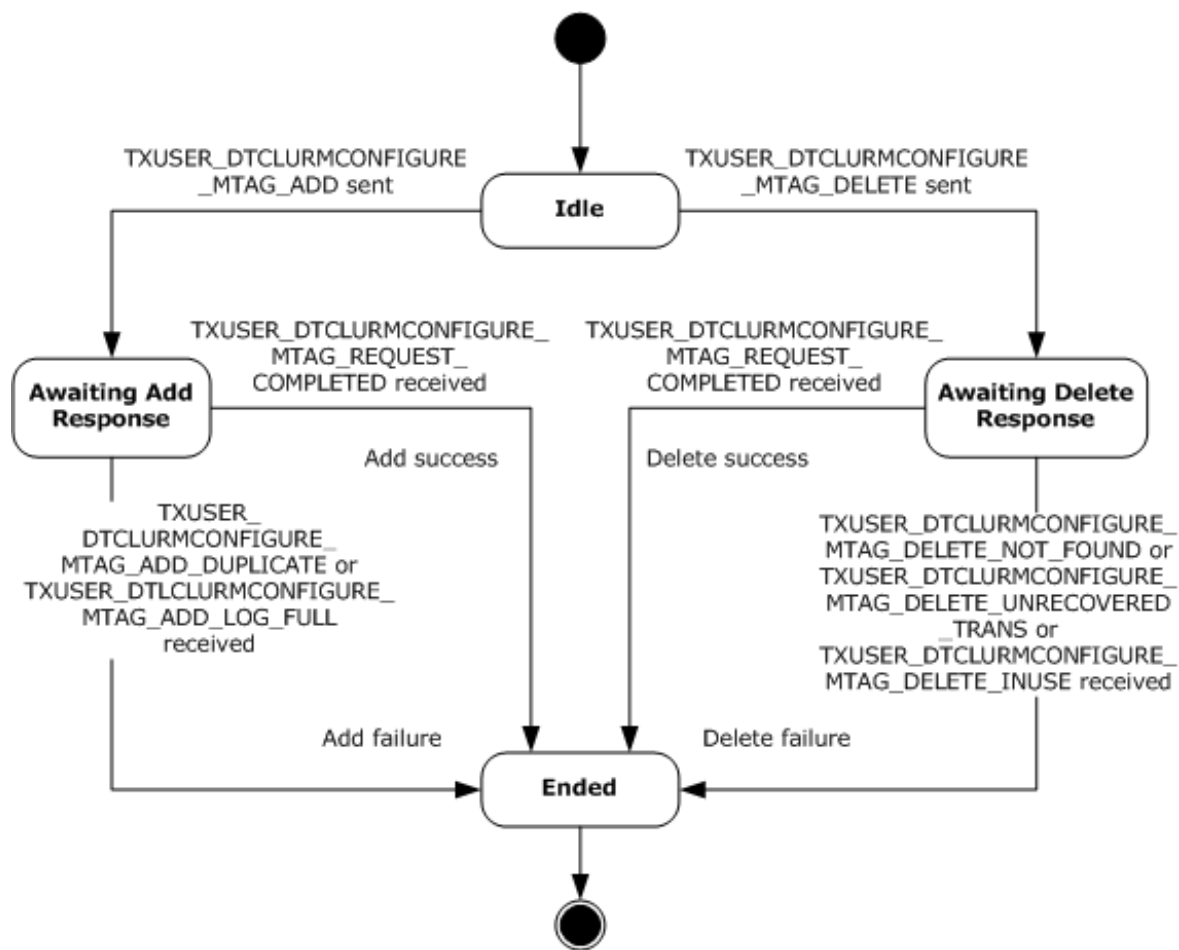 TXUSER_DTCLURMCONFIGURE
_MTAG_ADD sent
TXUSER_DTCLURMCONFIGURE
_MTAG_DELETE sent
Idle
TXUSER_DTCLURMCONFIGURE_
MTAG_REQUEST_
COMPLETED received
TXUSER_DTCLURMCONFIGURE_
MTAG_REQUEST_
COMPLETED received
Awaiting Add
Response
Awaiting Delete
Response
Add success
Delete success
TXUSER_
DTCLURMCONFIGURE_
MTAG_ADD_DUPLICATE or
TXUSER_DTLCLURMCONFIGURE_
MTAG_ADD_LOG_FULL
received
TXUSER_DTCLURMCONFIGURE_
MTAG_DELETE_NOT_FOUND or
TXUSER_DTCLURMCONFIGURE_
MTAG_DELETE_UNRECOVERED
_TRANS or
TXUSER_DTCLURMCONFIGURE_
MTAG_DELETE_INUSE received
Add failure
Delete failure
Ended